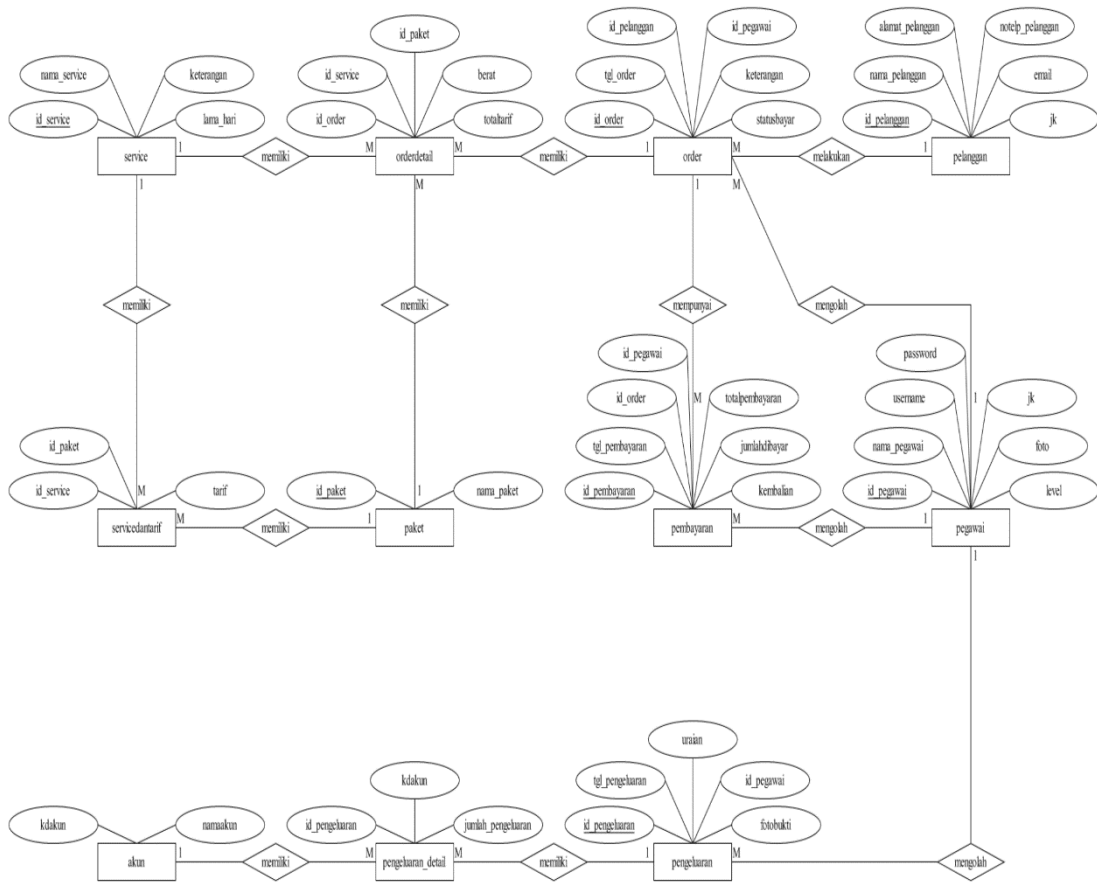 id_paket
id_pelanggan
id_pegawai
alamat_pelanggan
notelp_pelanggan
nama_service
keterangan
id_service
berat
tgl_order
keterangan
nama_pelanggan
email
id_service
lama_hari
id_order
totaltarif
id_order
statusbayar
id_pelanggan
jk
service
1
memiliki
M
orderdetail
M
memiliki
1
order
M
melakukan
1
pelanggan
1
M
1
M
memiliki
memiliki
mempunyai
mengolah
id_pegawai
password
id_order
M
totalpembayaran
username
1
jk
id_paket
tgl_pembayaran
jumlahdibayar
nama_pegawai
foto
id_service
tarif
id_paket
nama_paket
id_pembayaran
kembalian
id_pegawai
level
M
1
servicedantarif
M
memiliki
1
paket
pembayaran
M
mengolah
1
pegawai
1
uraian
kdakun
tgl_pengeluaran
id_pegawai
kdakun
namaakun
id_pengeluaran
jumlah_pengeluaran
id_pengeluaran
fotobukti
akun
1
memiliki
M
pengeluaran_detail
M
memiliki
1
pengeluaran
M
mengolah